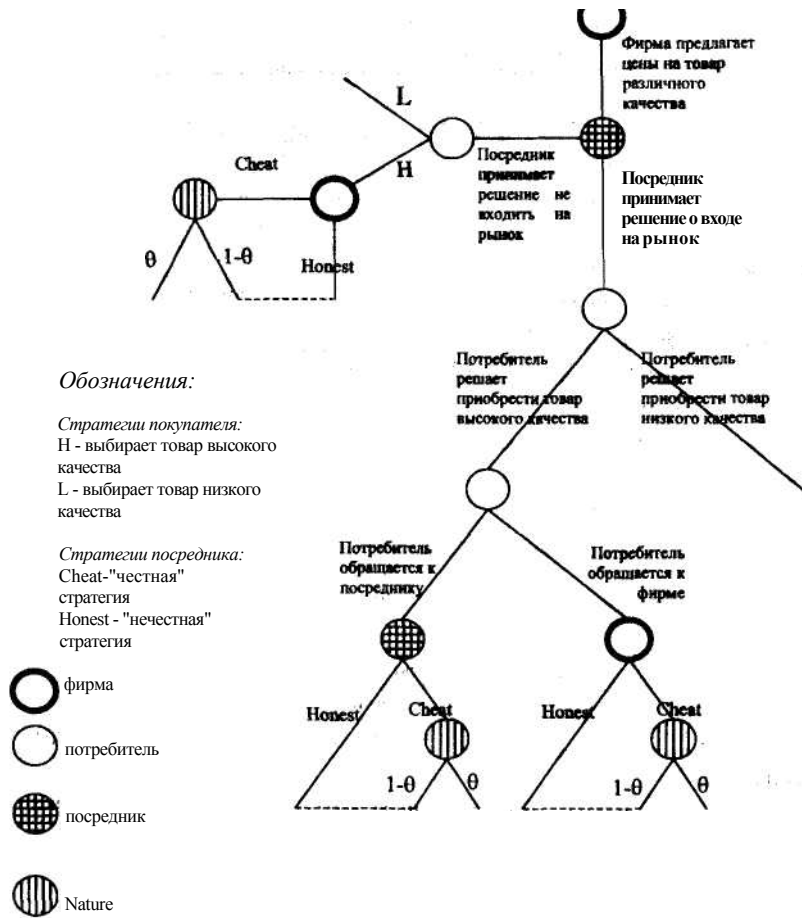 Фирма предлагает
цены на товар
различного
качества
L
H
Cheat
Посредник
принимает
решение не
входить на
рынок
Посредник
принимает
решение о входе
на рынок
θ
1-θ
Honest
Потребитель
решает
приобрести товар
высокого качества
Потребитель
решает
приобрести товар
низкого качества
Обозначения:
Стратегии покупателя:
H - выбирает товар высокого
качества
L - выбирает товар низкого
качества
Стратегии посредника:
Cheat-"честная"
стратегия
Honest - "нечестная"
стратегия
Потребитель
обращается к
посреднику
Потребитель
обращается к
фирме
Honest
Cheat
Honest
Cheat
1-θ
θ
1-θ
θ
фирма
потребитель
посредник
Nature